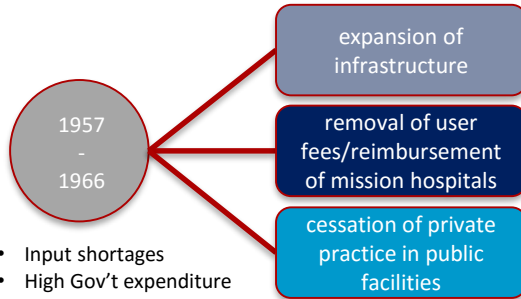 1957
-
1966
expansion of
infrastructure
removal of user
fees/reimbursement
of mission hospitals
cessation of private
practice in public
facilities
• Input shortages
• High Gov't expenditure